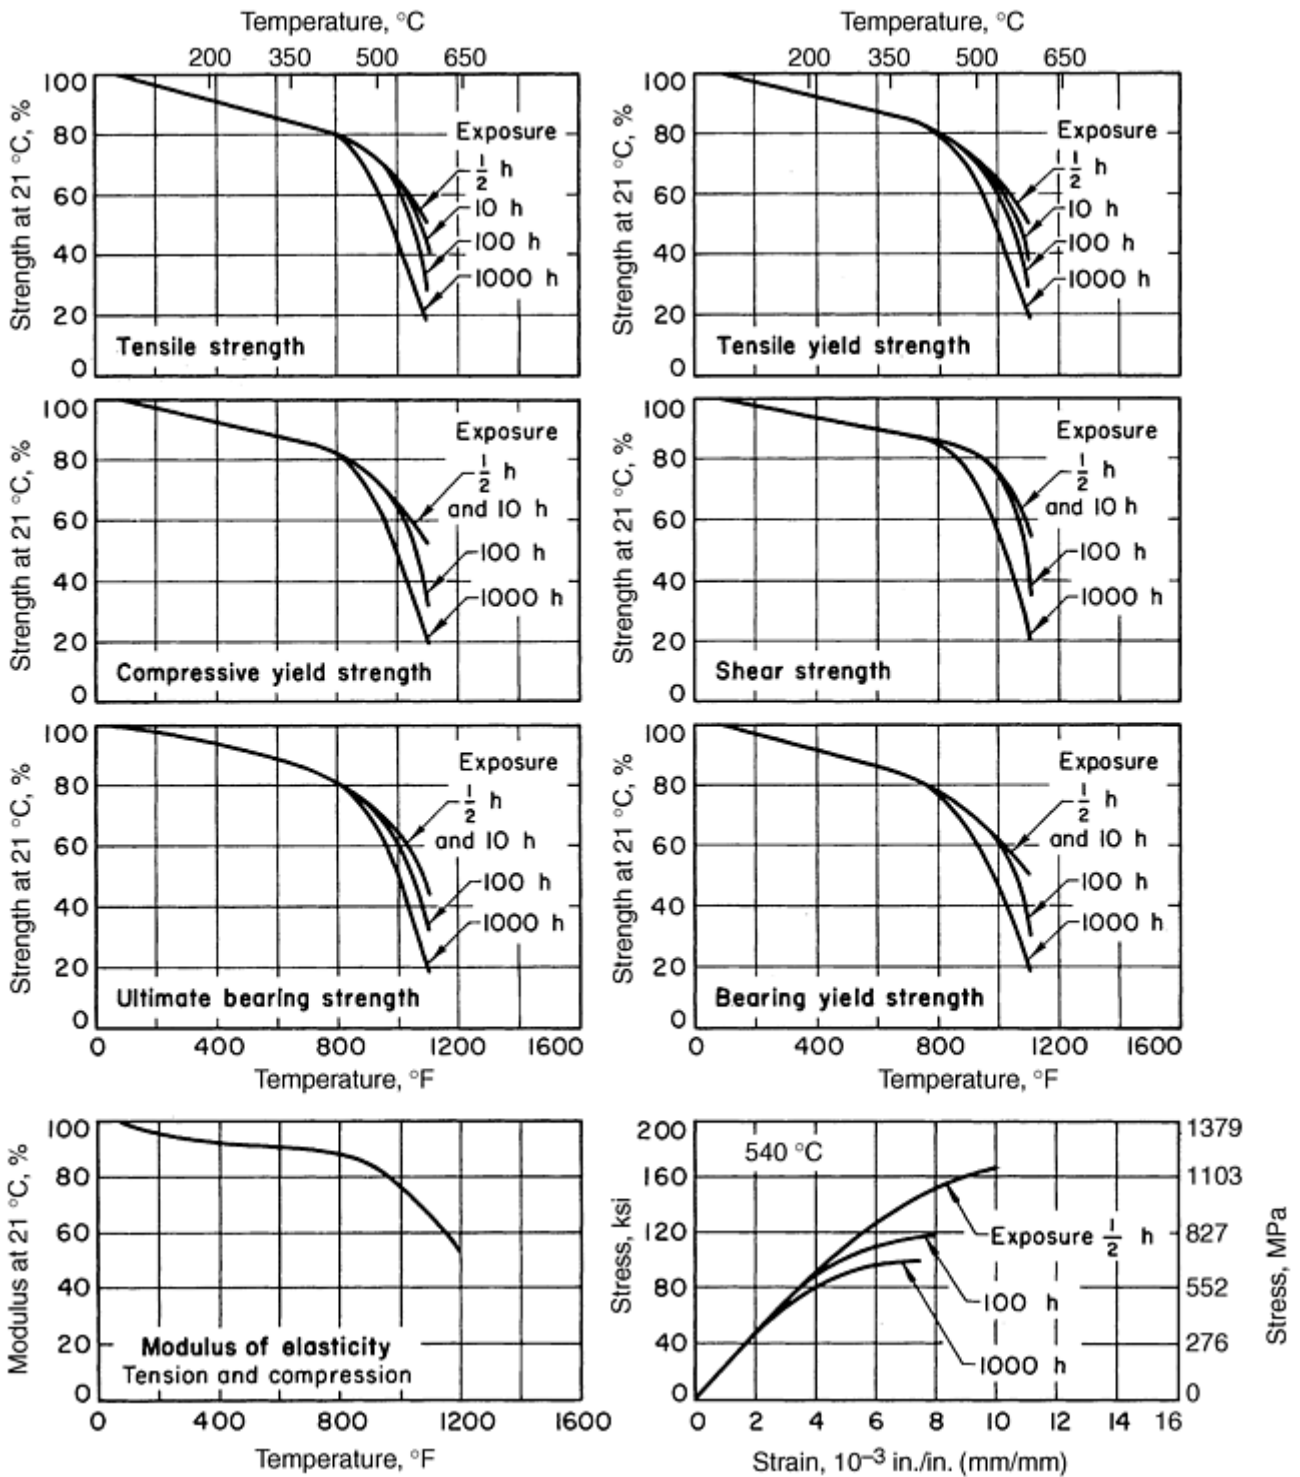 Temperature, °C
200 350 500 650
Strength at 21 °C, %
100
80
60
40
20
0
Exposure
1/2 h
10 h
100 h
1000 h
Tensile strength
Temperature, °C
200 350 500 650
Strength at 21 °C, %
100
80
60
40
20
0
Exposure
1/2 h
10 h
100 h
1000 h
Tensile yield strength
Strength at 21 °C, %
100
80
60
40
20
0
Exposure
1/2 h
and 10 h
100 h
1000 h
Compressive yield strength
Strength at 21 °C, %
100
80
60
40
20
0
Exposure
1/2 h
and 10 h
100 h
1000 h
Shear strength
Strength at 21 °C, %
100
80
60
40
20
0
Exposure
1/2 h
and 10 h
100 h
1000 h
Ultimate bearing strength
0 400 800 1200 1600
Temperature, °F
Strength at 21 °C, %
100
80
60
40
20
0
Exposure
1/2 h
and 10 h
100 h
1000 h
Bearing yield strength
0 400 800 1200 1600
Temperature, °F
Modulus at 21 °C, %
100
80
60
40
20
0
Modulus of elasticity
Tension and compression
0 400 800 1200 1600
Temperature, °F
Stress, ksi
200
160
120
80
40
0
540 °C
Exposure 1/2 h
100 h
1000 h
1379
1103
827
552
276
0
Stress, MPa
0 2 4 6 8 10 12 14 16
Strain, 10–3 in./in. (mm/mm)